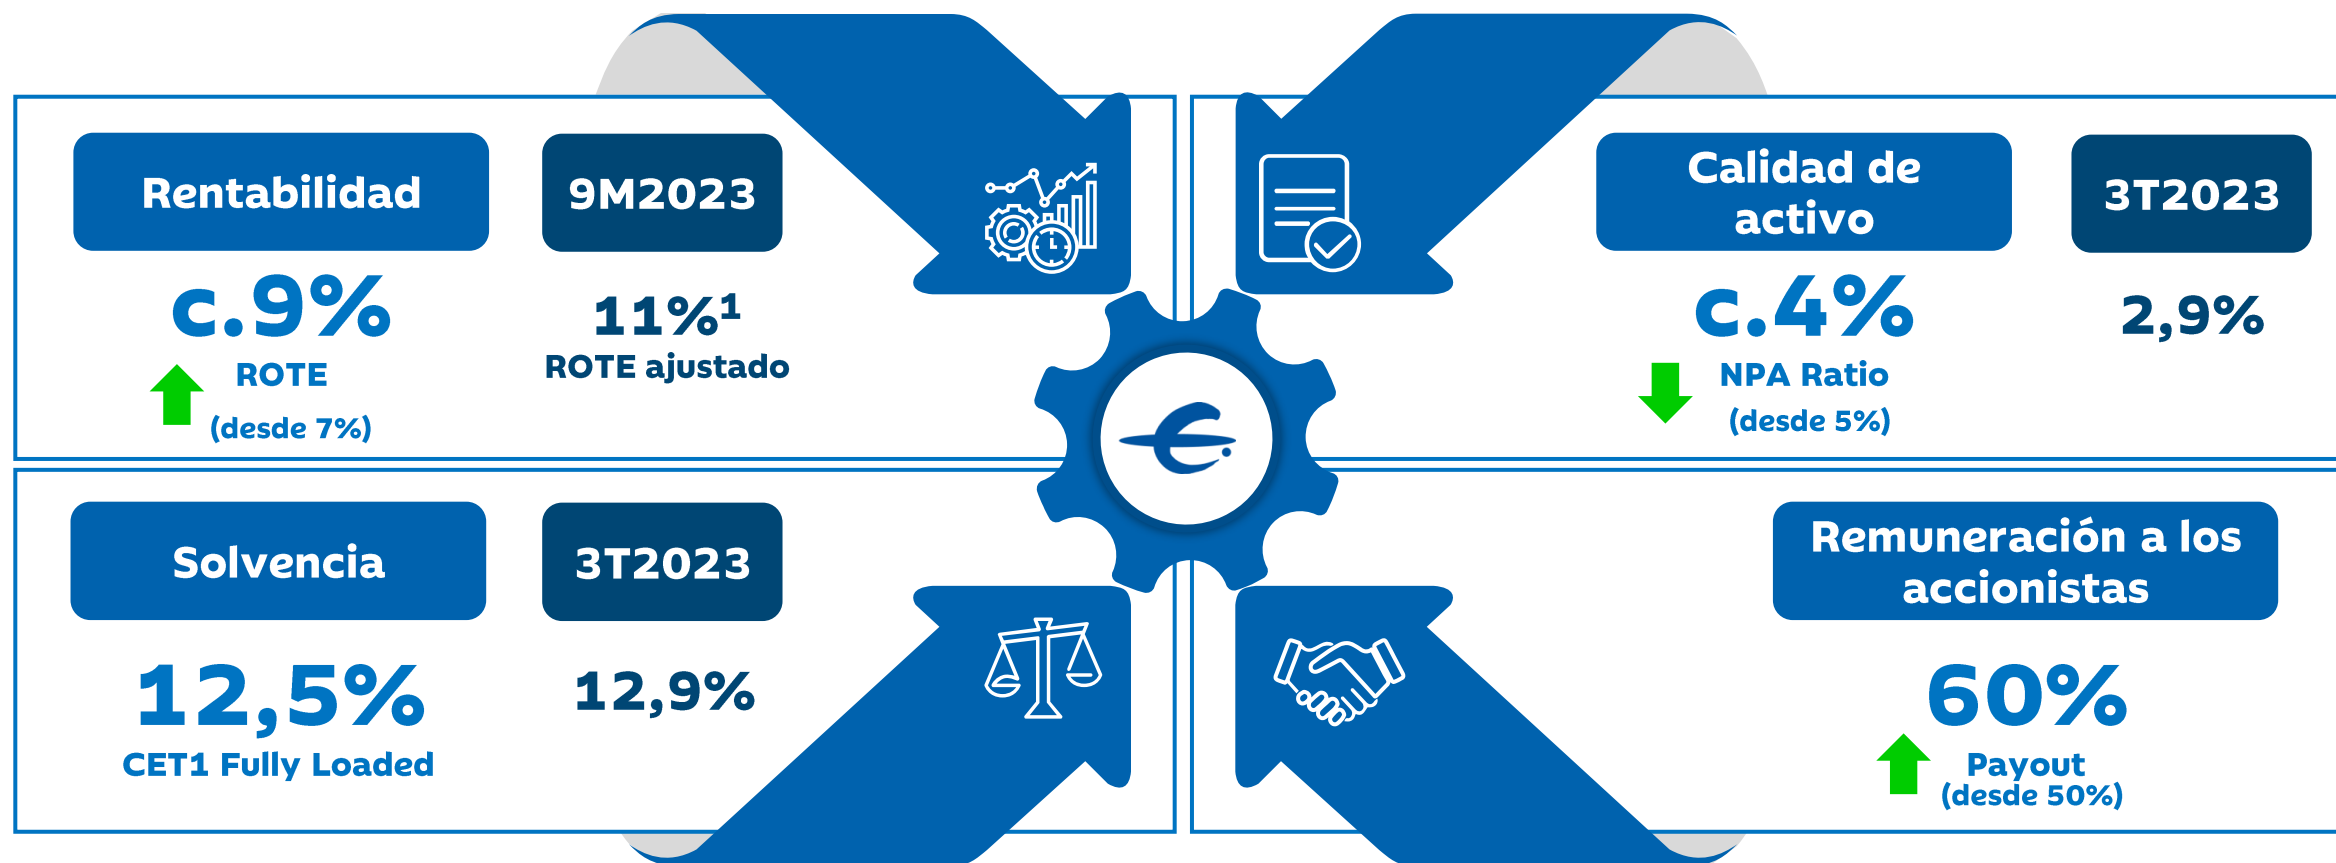 Rentabilidad
9M2023
c.9%
ROTE
(desde 7%)
11%¹
ROTE ajustado
Calidad de
activo
3T2023
c.4%
NPA Ratio
(desde 5%)
2,9%
Solvencia
3T2023
12,5%
CET1 Fully Loaded
12,9%
Remuneración a los
accionistas
60%
Payout
(desde 50%)